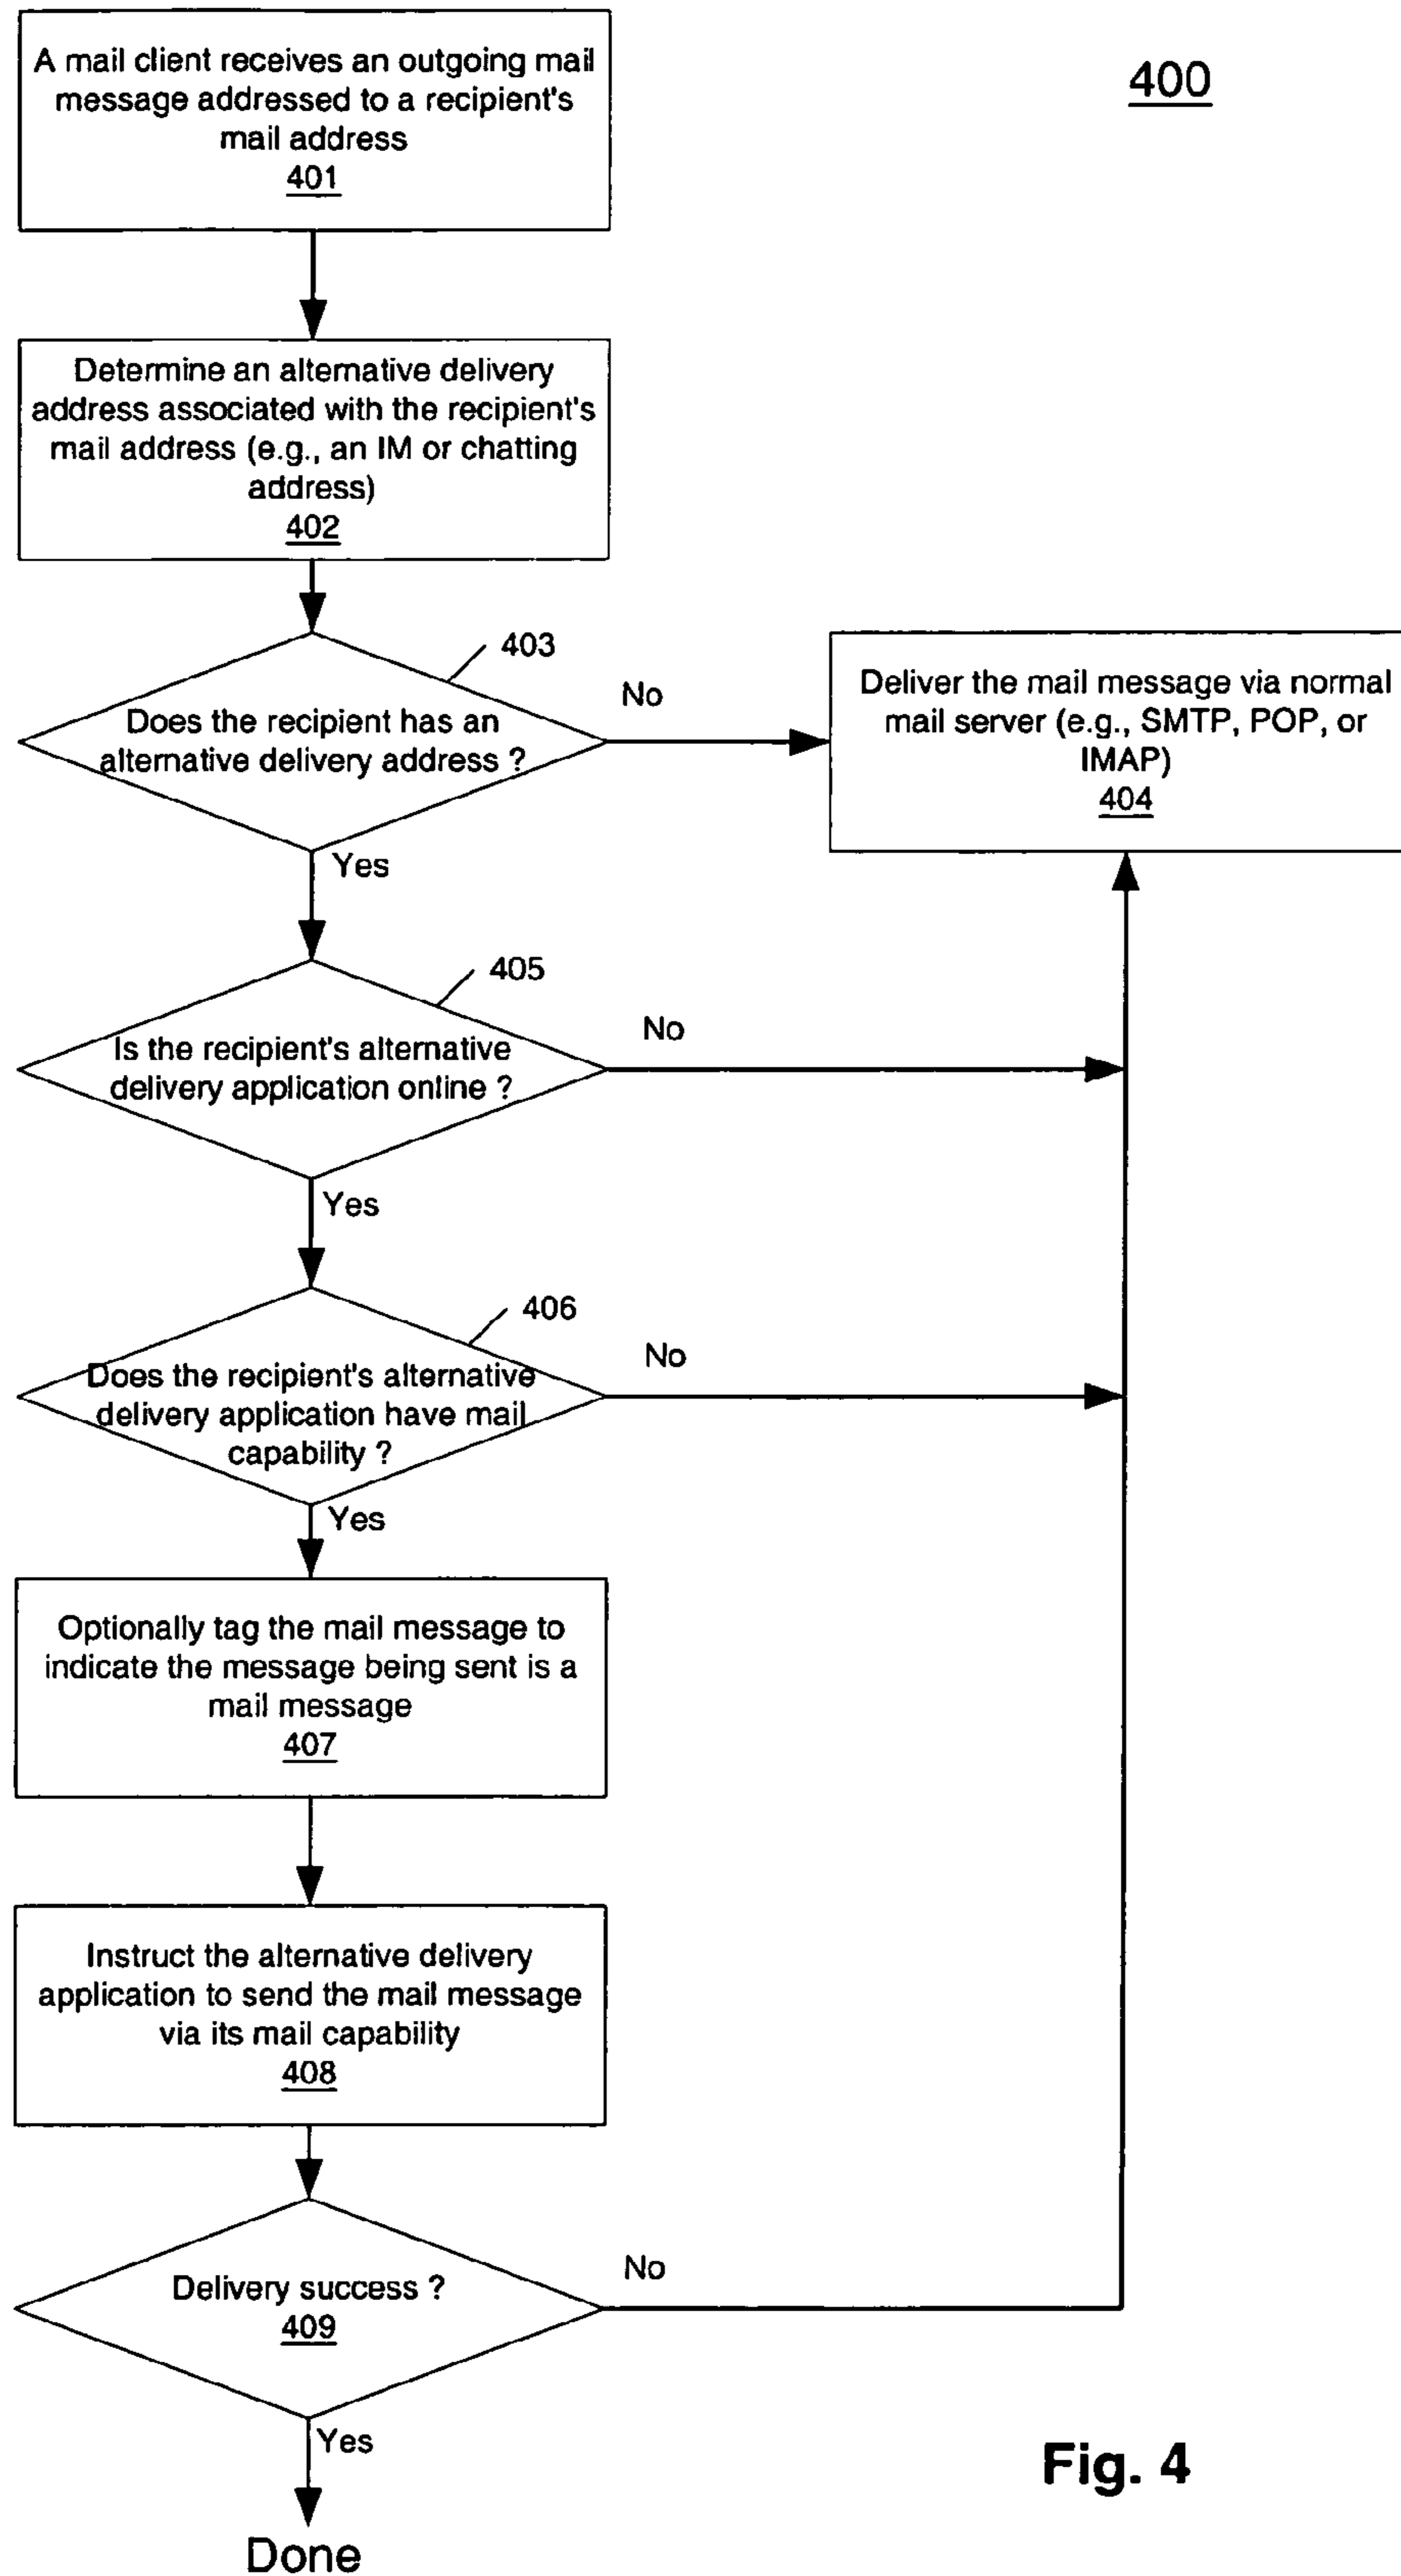 400
A mail client receives an outgoing mail
message addressed to a recipient's
mail address
401
Determine an alternative delivery
address associated with the recipient's
mail address (e.g., an IM or chatting
address)
402
403
Does the recipient has an
alternative delivery address ?
No
Deliver the mail message via normal
mail server (e.g., SMTP, POP, or
IMAP)
404
Yes
405
Is the recipient's alternative
delivery application online ?
No
Yes
406
Does the recipient's alternative
delivery application have mail
capability ?
No
Yes
Optionally tag the mail message to
indicate the message being sent is a
mail message
407
Instruct the alternative delivery
application to send the mail message
via its mail capability
408
Delivery success ?
409
No
Yes
Done
Fig. 4